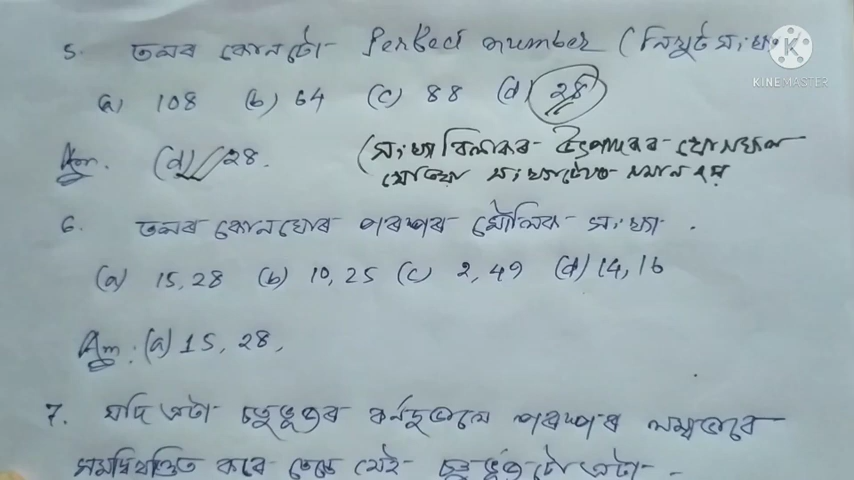 5. তলৰ কোনটো Perfect number (নিখুঁত সংখ্যা)
KINEMASTER
(a) 108 (b) 64 (c) 88 (d) 28
Ans. (d) 28. (সংখ্যাবিলাকৰ উৎপাদকৰ যোগফল
সংখ্যাটোৰ সমান হয়
6. তলৰ কোনযোৰ পৰস্পৰ মৌলিক সংখ্যা.
(a) 15, 28 (b) 10, 25 (c) 2, 49 (d) 14, 16
Ans: (a) 15, 28,
7. যদি এটা চতুৰ্ভুজৰ কৰ্ণদুডালে পৰস্পৰ লম্বভাবে
সমদ্বিখণ্ডিত কৰে তেন্তে সেই চতুৰ্ভুজটো এটা -